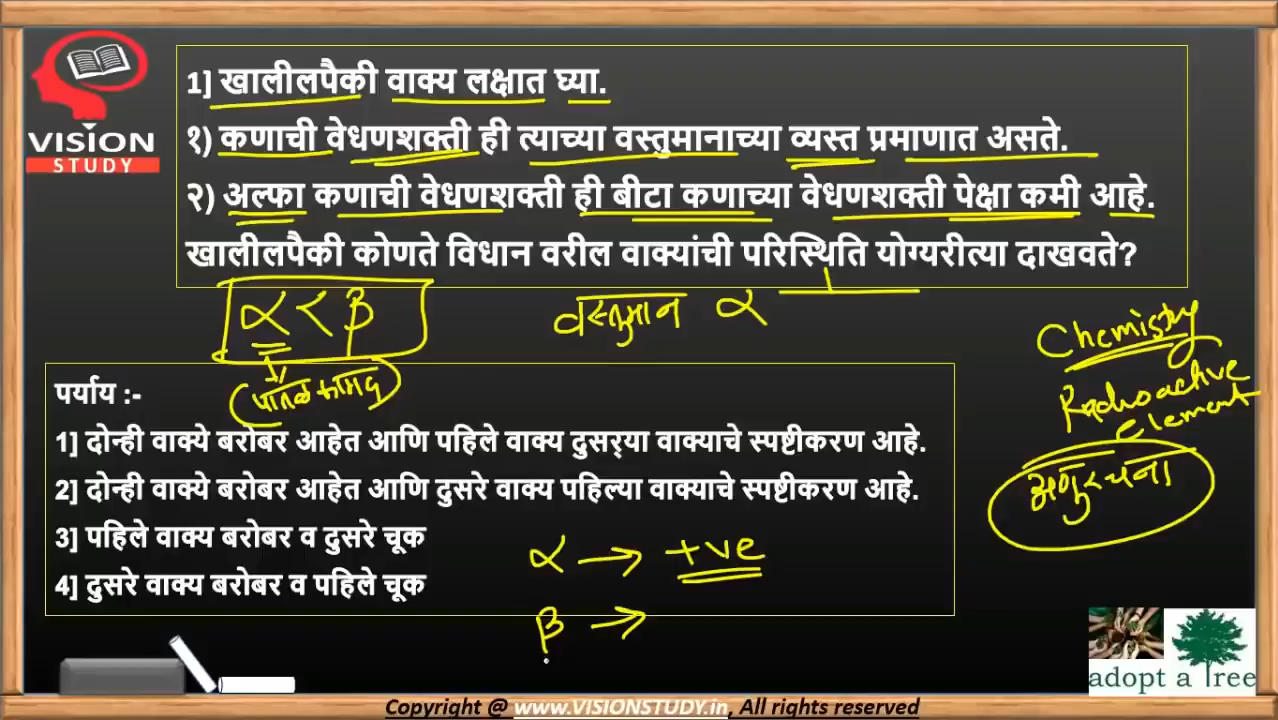 VISION
STUDY
1] खालीलपैकी वाक्य लक्षात घ्या.
१) कणाची वेधणशक्ती ही त्याच्या वस्तुमानाच्या व्यस्त प्रमाणात असते.
२) अल्फा कणाची वेधणशक्ती ही बीटा कणाच्या वेधणशक्ती पेक्षा कमी आहे.
खालीलपैकी कोणते विधान वरील वाक्यांची परिस्थिति योग्यरीत्या दाखवते?
α < β
वस्तुमान α 1
Chemistry
Radioactive
element
अणुरचना
पर्याय :-
1] दोन्ही वाक्ये बरोबर आहेत आणि पहिले वाक्य दुसऱ्या वाक्याचे स्पष्टीकरण आहे.
2] दोन्ही वाक्ये बरोबर आहेत आणि दुसरे वाक्य पहिल्या वाक्याचे स्पष्टीकरण आहे.
3] पहिले वाक्य बरोबर व दुसरे चूक
4] दुसरे वाक्य बरोबर व पहिले चूक
α → +ve
β →
adopt a Tree
Copyright @ www.VISIONSTUDY.in, All rights reserved